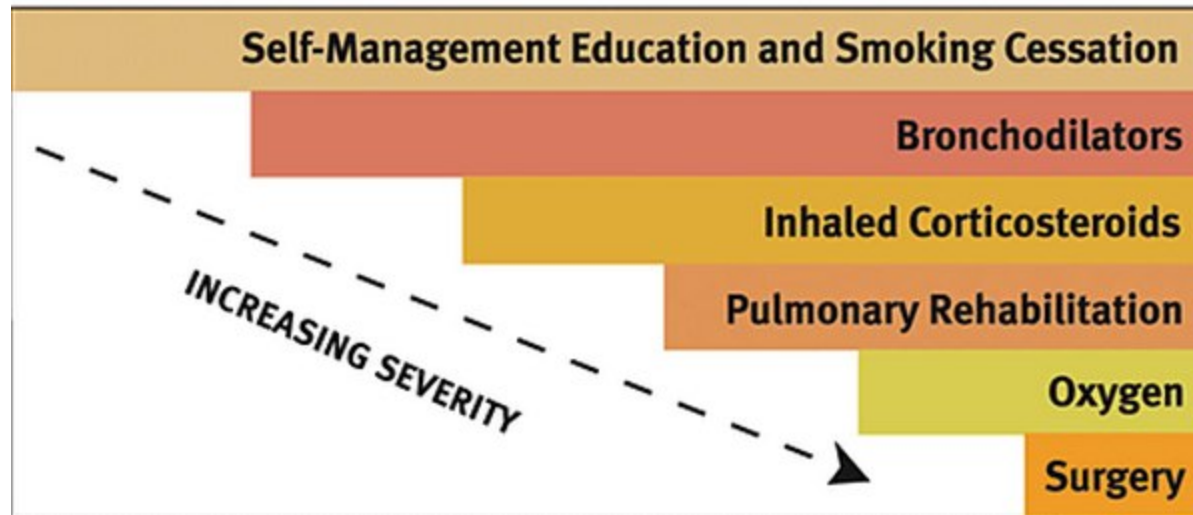 Self-Management Education and Smoking Cessation
Bronchodilators
Inhaled Corticosteroids
Pulmonary Rehabilitation
Oxygen
Surgery
INCREASING SEVERITY